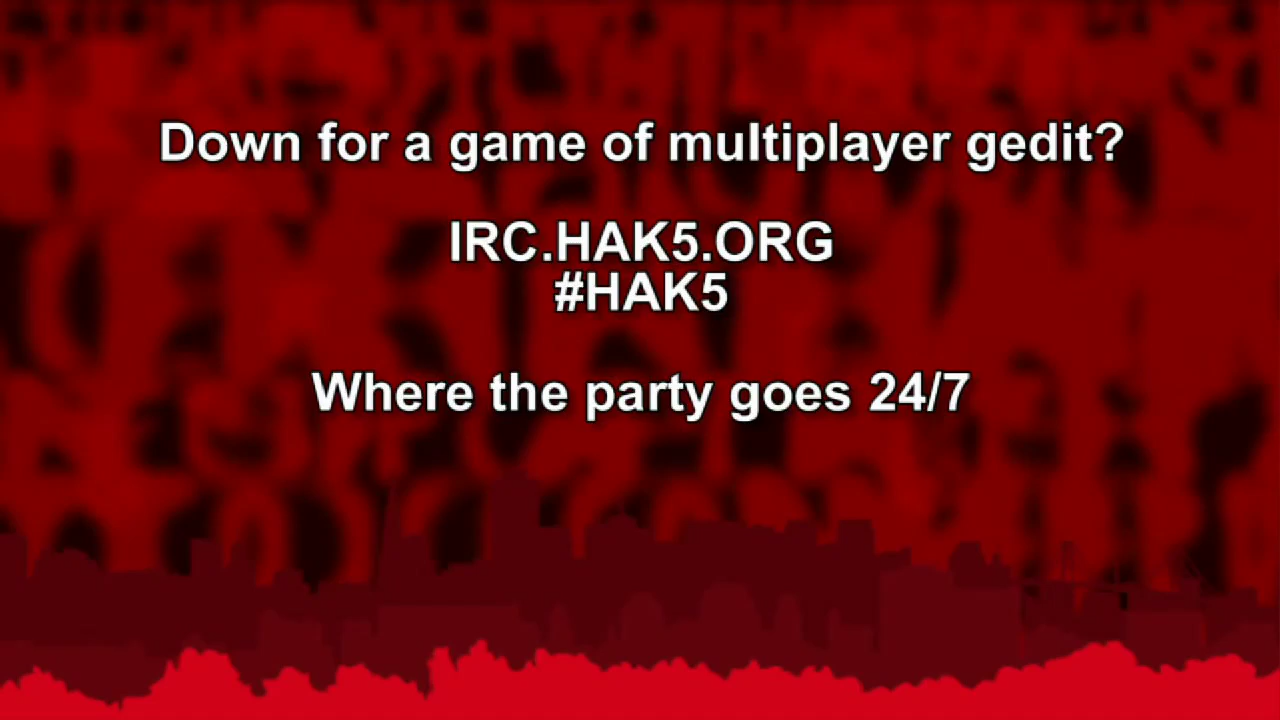 Down for a game of multiplayer gedit?
IRC.HAK5.ORG
#HAK5
Where the party goes 24/7